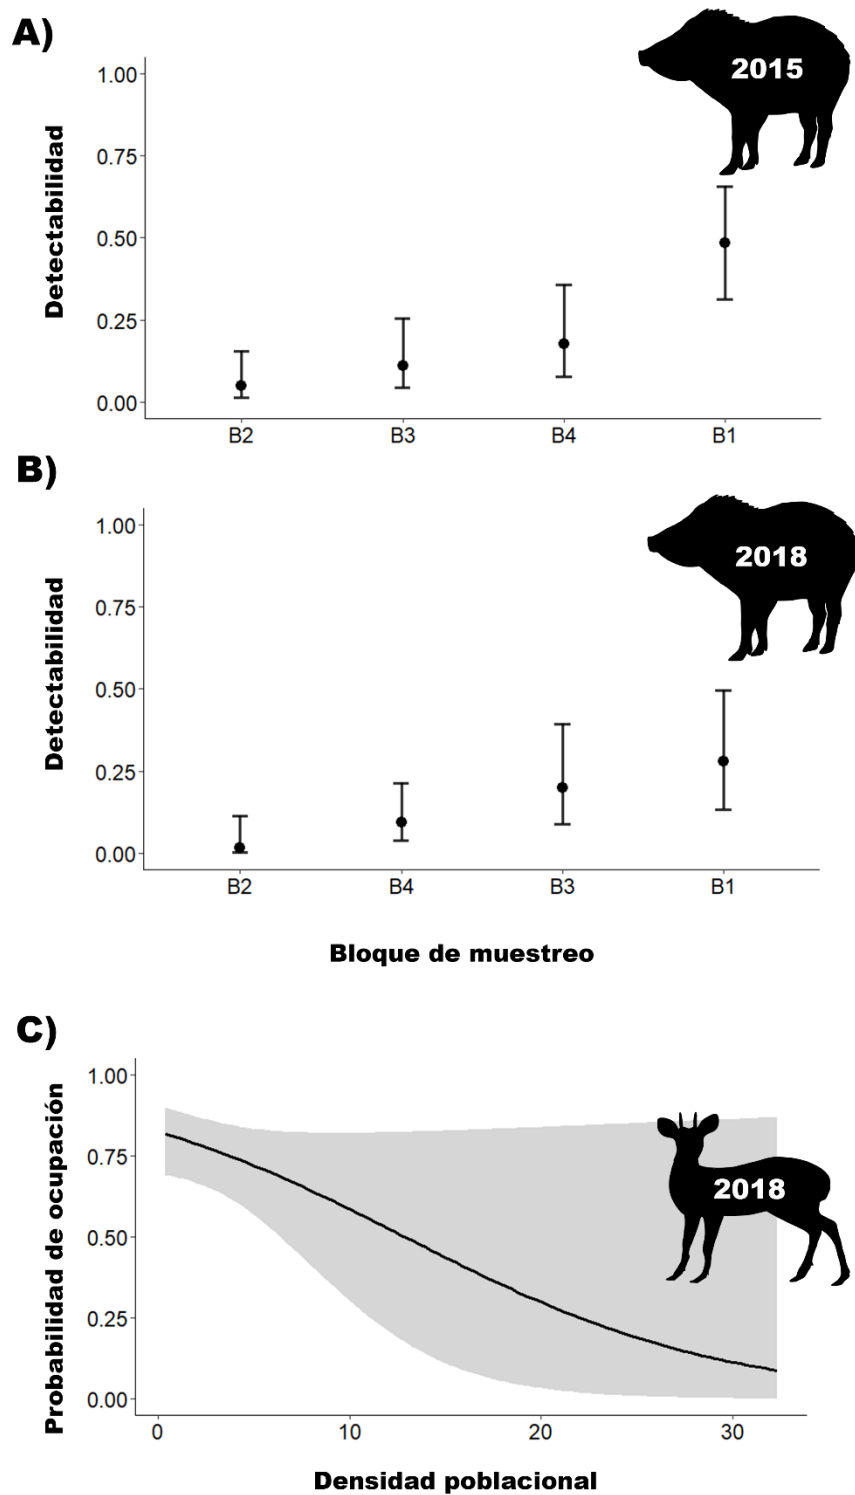 A)
2015
1.00
0.75
0.50
0.25
0.00
Detectabilidad
B2 B3 B4 B1
B)
2018
1.00
0.75
0.50
0.25
0.00
Detectabilidad
B2 B4 B3 B1
Bloque de muestreo
C)
2018
1.00
0.75
0.50
0.25
0.00
Probabilidad de ocupación
0 10 20 30
Densidad poblacional